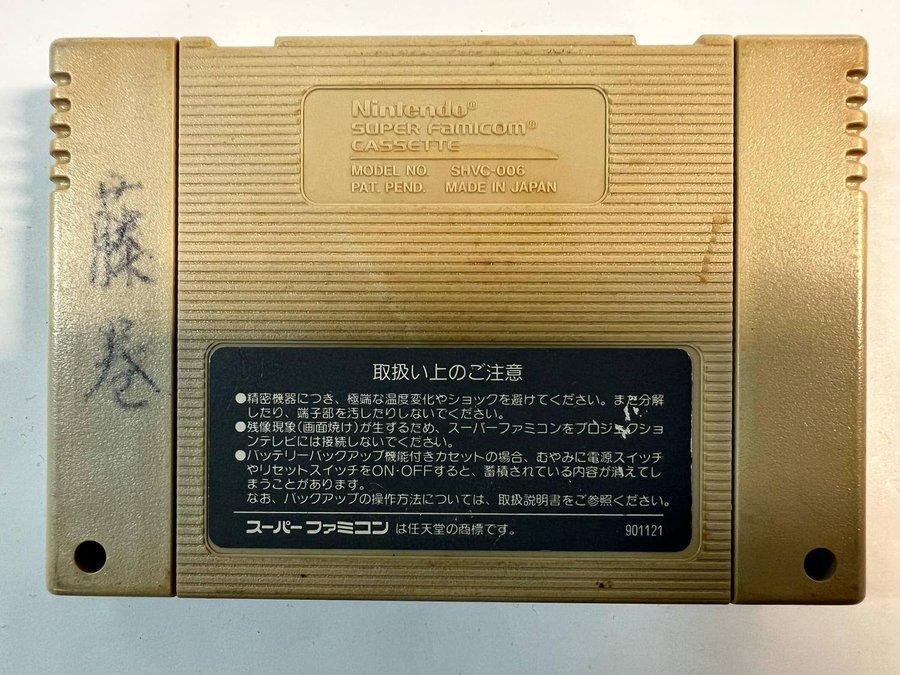 Nintendo®
SUPER Famicom®
CASSETTE
MODEL NO. SHVC-006
PAT. PEND. MADE IN JAPAN
藤巻
取扱い上のご注意
●精密機器につき、極端な温度変化やショックを避けてください。また分解
したり、端子部を汚したりしないでください。
●残像現象(画面焼け)が生ずるため、スーパーファミコンをプロジェクショ
ンテレビには接続しないでください。
●バッテリーバックアップ機能付きカセットの場合、むやみに電源スイッチ
やリセットスイッチをON·OFFすると、蓄積されている内容が消えてし
まうことがあります。
なお、バックアップの操作方法については、取扱説明書をご参照ください。
スーパーファミコン は任天堂の商標です。 901121